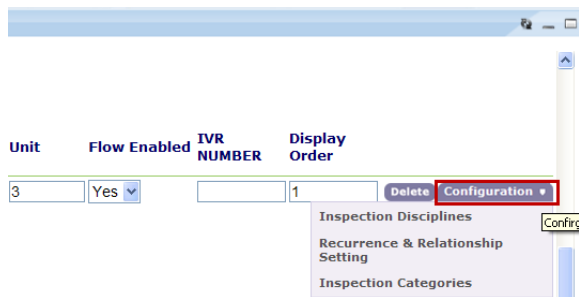 Unit Flow Enabled IVR NUMBER Display Order
3 Yes 1 Delete Configuration
Inspection Disciplines
Recurrence & Relationship
Setting
Inspection Categories